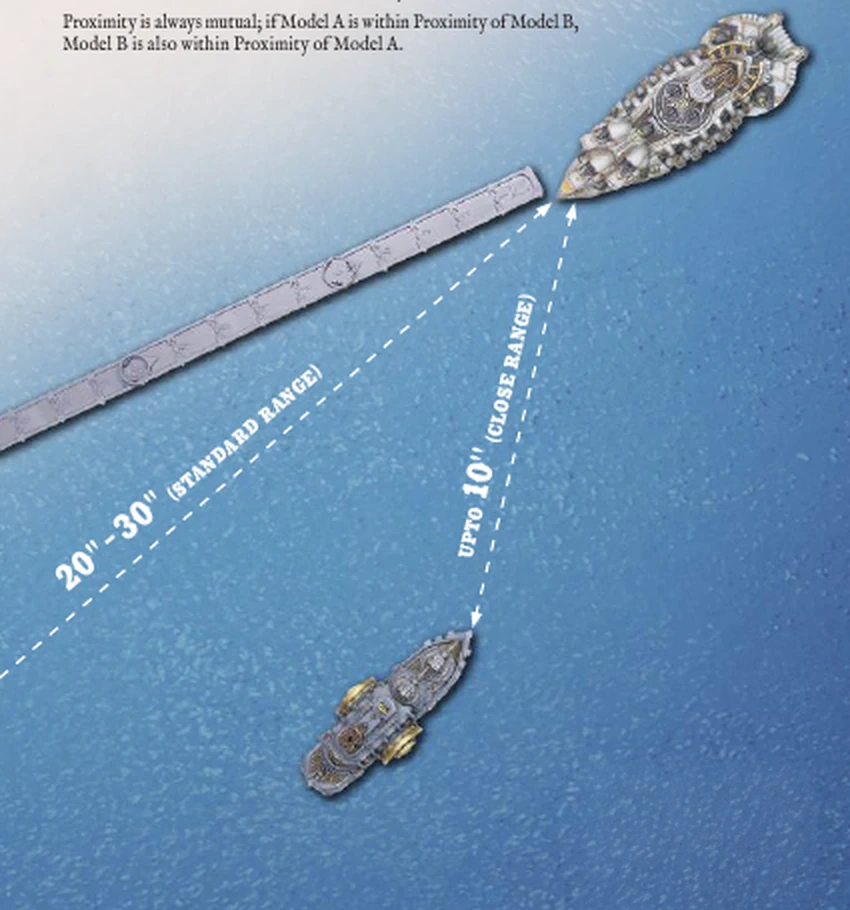 Proximity is always mutual; if Model A is within Proximity of Model B,
Model B is also within Proximity of Model A.
20"-30" (STANDARD RANGE)
UPTO 10" (CLOSE RANGE)